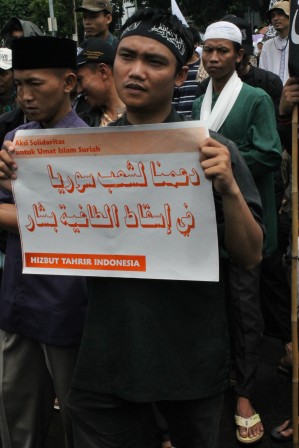 Aksi Solidaritas
untuk Umat Islam Suriah
دعمنا لشعب سوريا
في إسقاط الطاغية بشار
HIZBUT TAHRIR INDONESIA